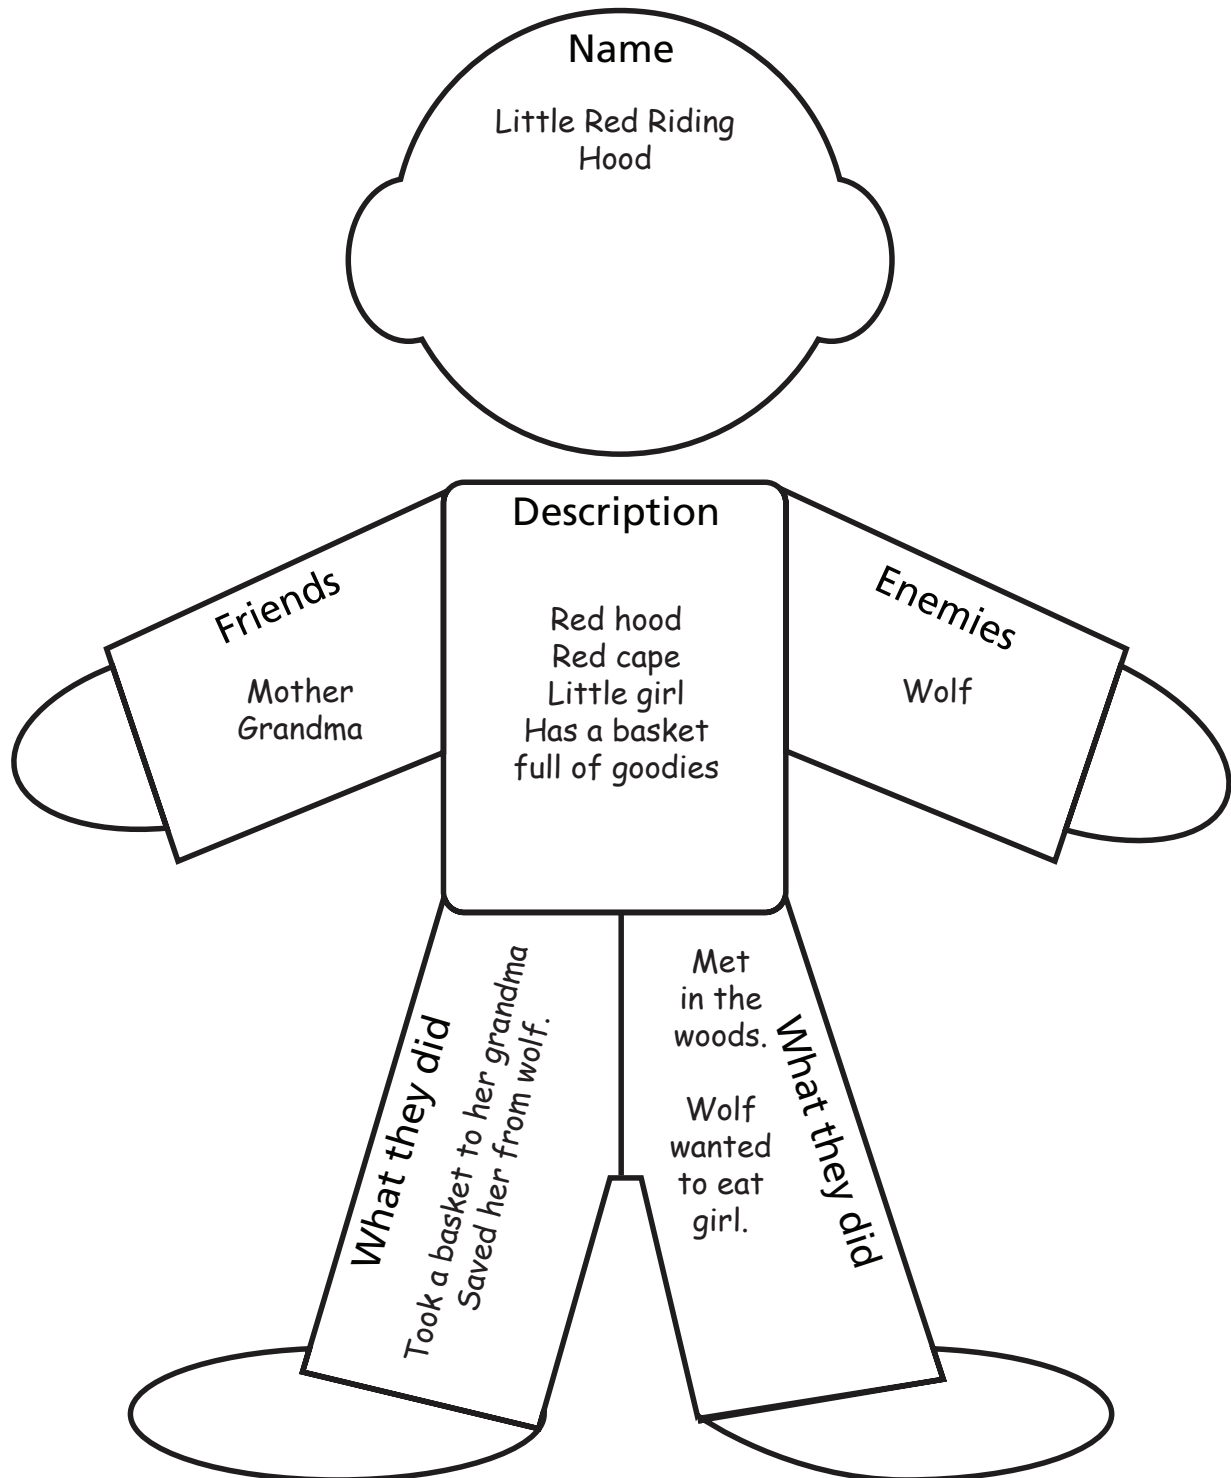 Name
Little Red Riding
Hood
Description
Red hood
Red cape
Little girl
Has a basket
full of goodies
Friends
Mother
Grandma
Enemies
Wolf
What they did
Took a basket to her grandma
Saved her from wolf.
What they did
Met
in the
woods.
Wolf
wanted
to eat
girl.